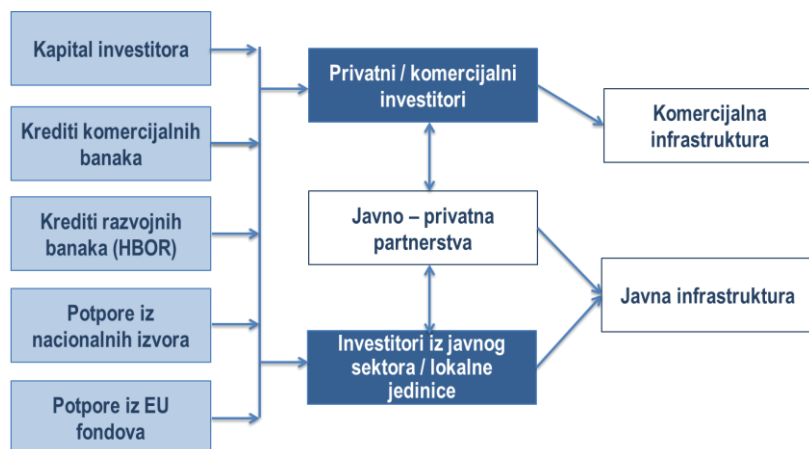 Kapital investitora
Krediti komercijalnih
banaka
Krediti razvojnih
banaka (HBOR)
Potpore iz
nacionalnih izvora
Potpore iz EU
fondova
Privatni / komercijalni
investitori
Javno – privatna
partnerstva
Investitori iz javnog
sektora / lokalne
jedinice
Komercijalna
infrastruktura
Javna infrastruktura